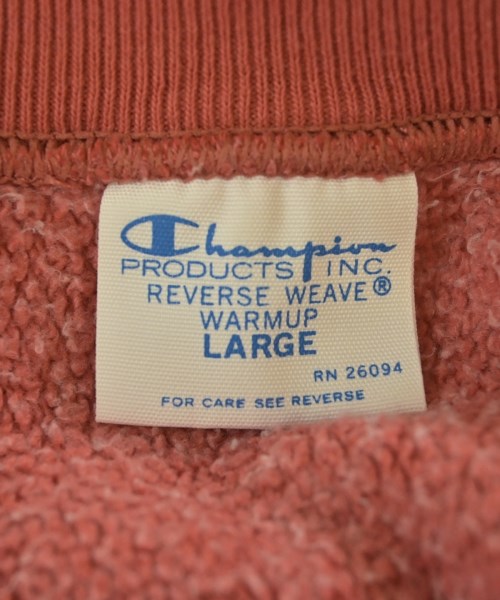 Champion
PRODUCTS INC.
REVERSE WEAVE®
WARMUP
LARGE
RN 26094
FOR CARE SEE REVERSE